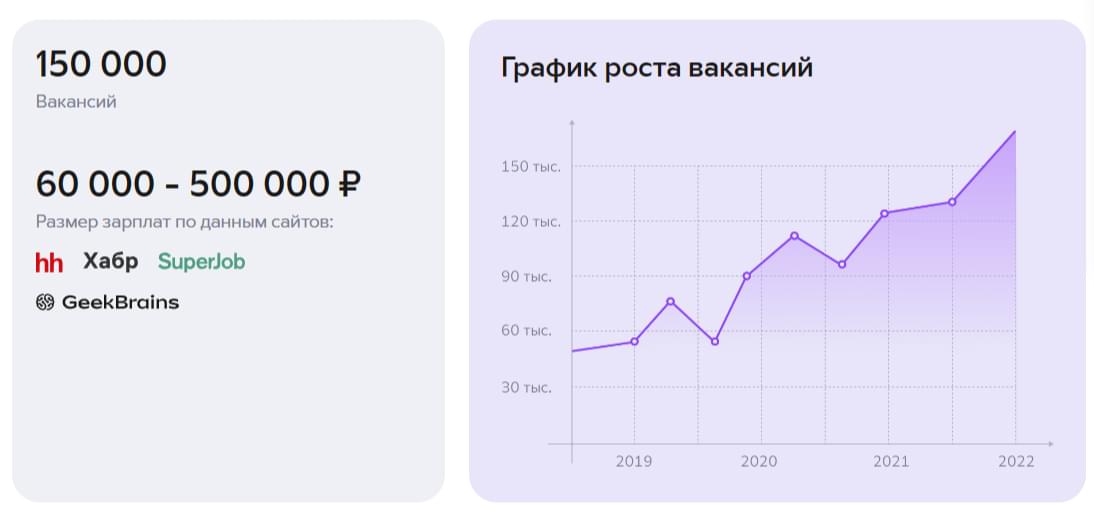 150 000
Вакансий
60 000 - 500 000 ₽
Размер зарплат по данным сайтов:
hh Хабр SuperJob
GeekBrains
График роста вакансий
150 тыс.
120 тыс.
90 тыс.
60 тыс.
30 тыс.
2019 2020 2021 2022